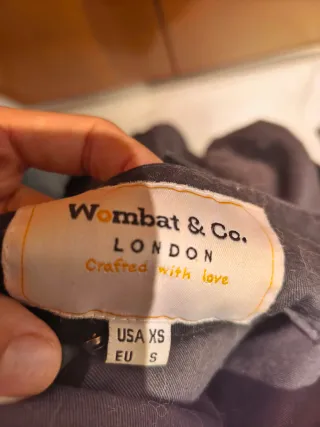 Wombat & Co.
LONDON
Crafted with love
USA XS
EU S